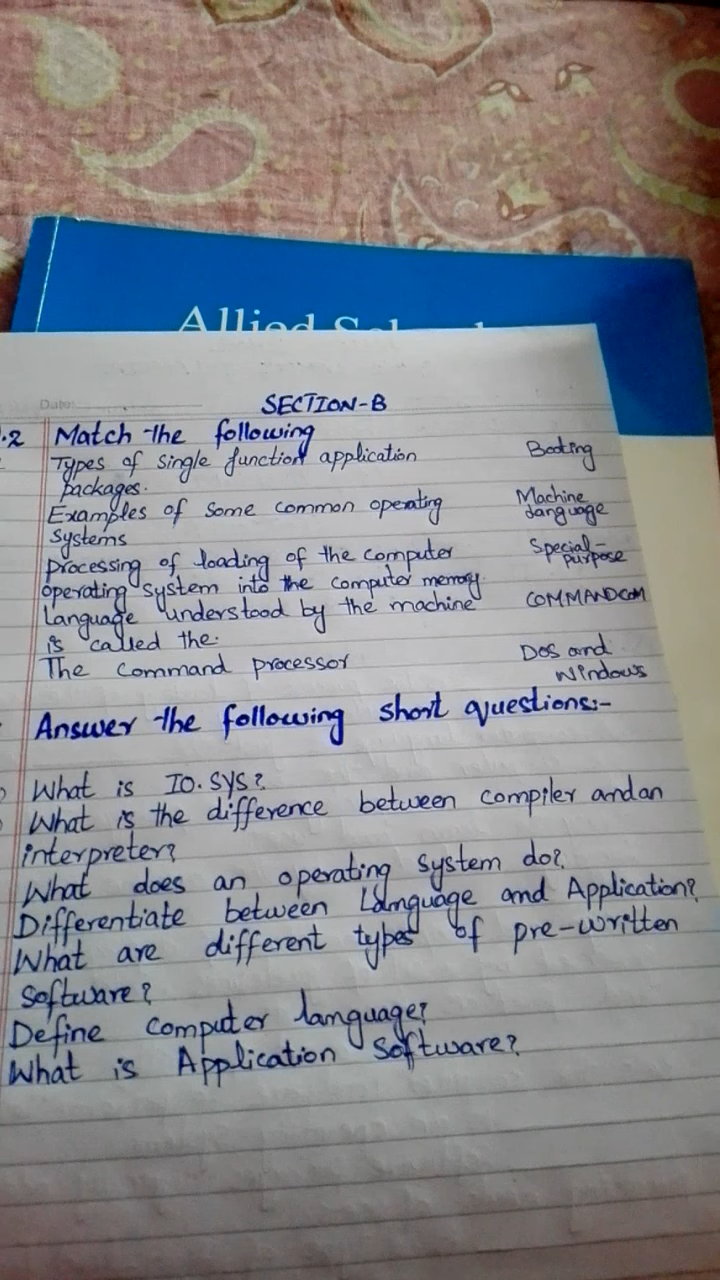 Allied
Date:
SECTION-B
.2 Match the following
Types of single function application Booting
packages.
Examples of some common operating Machine
systems language
processing of loading of the computer Special-
operating system into the computer memory. purpose
language understood by the machine COMMANDCOM
is called the.
The command processor DOS and
Windows
Answer the following short questions:-
What is IO.SYS?
What is the difference between compiler and an
interpreter?
What does an operating system do?
Differentiate between Language and Application?
What are different types of pre-written
software?
Define computer language?
What is Application software?